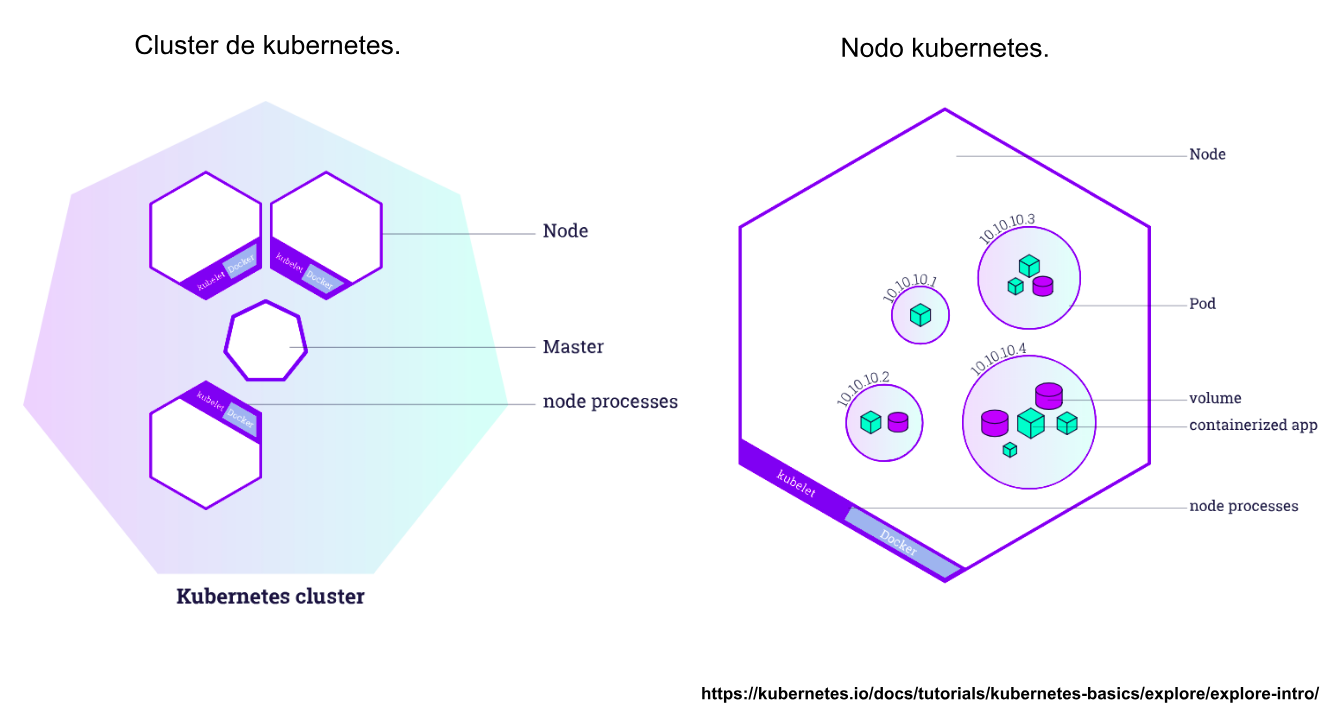 Cluster de kubernetes.
kubelet
Docker
kubelet
Docker
Node
Master
kubelet
Docker
node processes
Kubernetes cluster
Nodo kubernetes.
Node
10.10.10.3
10.10.10.1
Pod
10.10.10.4
10.10.10.2
volume
containerized app
kubelet
Docker
node processes
https://kubernetes.io/docs/tutorials/kubernetes-basics/explore/explore-intro/